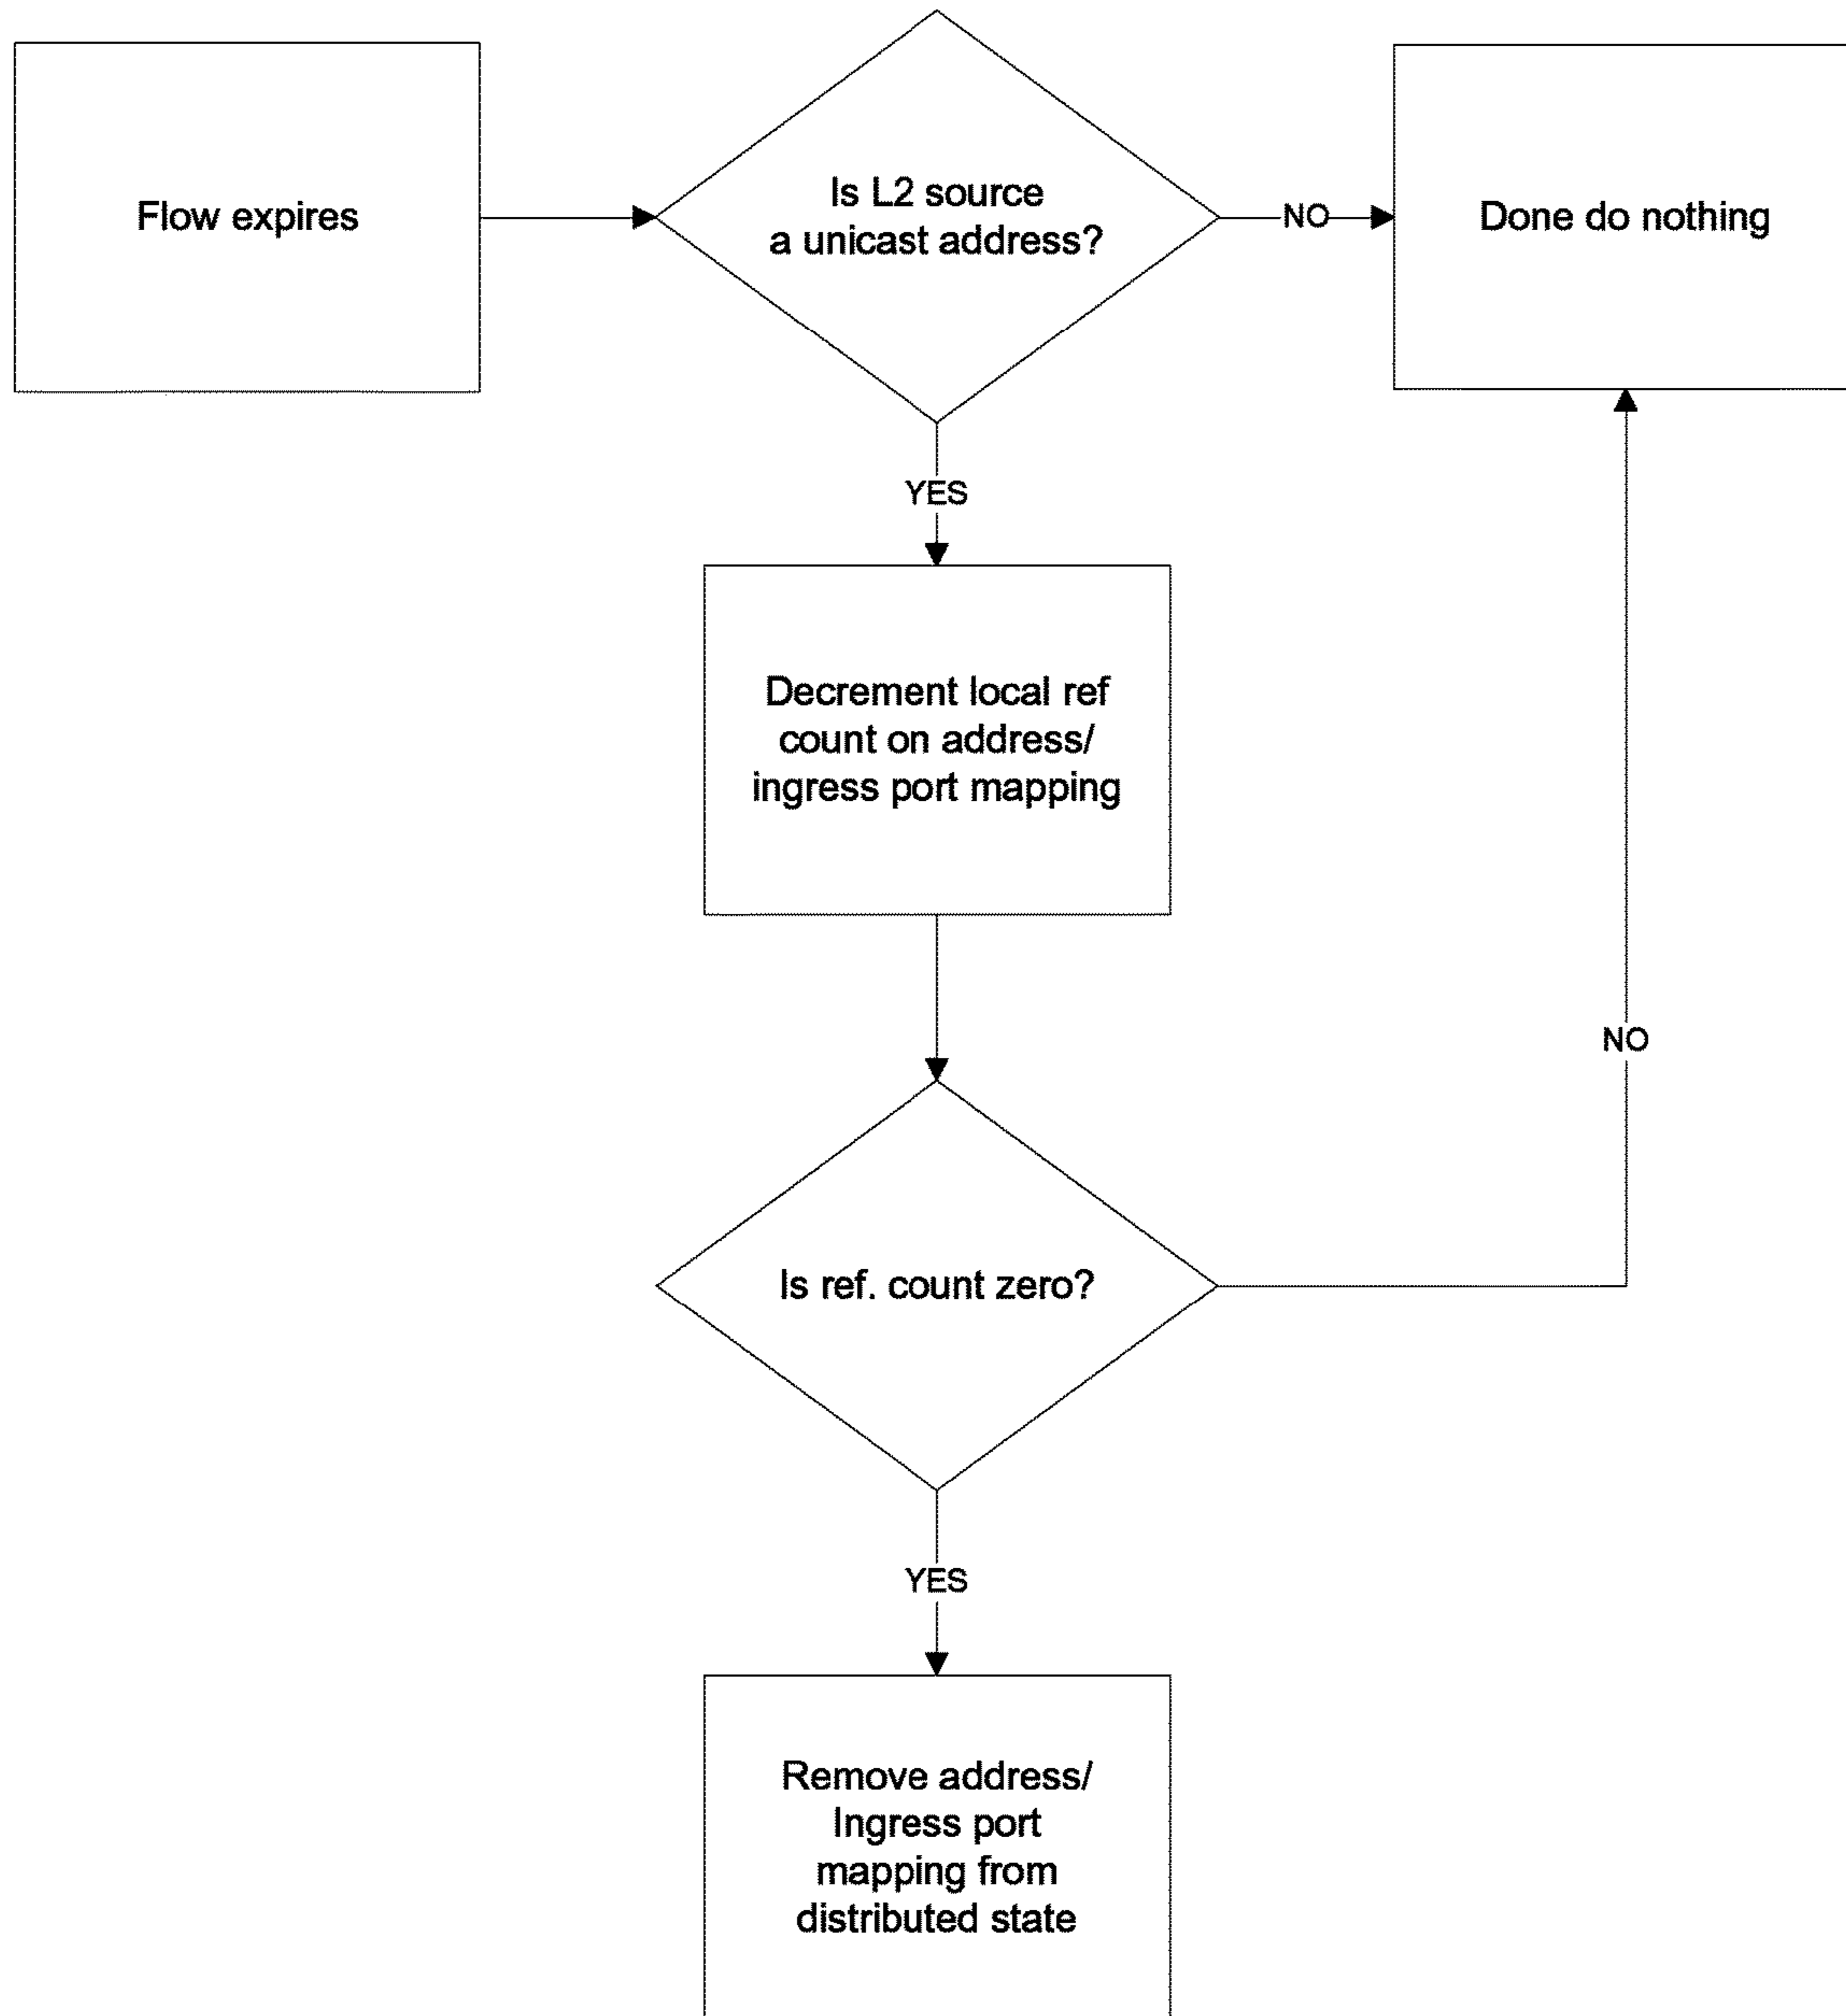 Flow expires
Is L2 source
a unicast address?
NO
Done do nothing
YES
Decrement local ref
count on address/
ingress port mapping
NO
Is ref. count zero?
YES
Remove address/
Ingress port
mapping from
distributed state